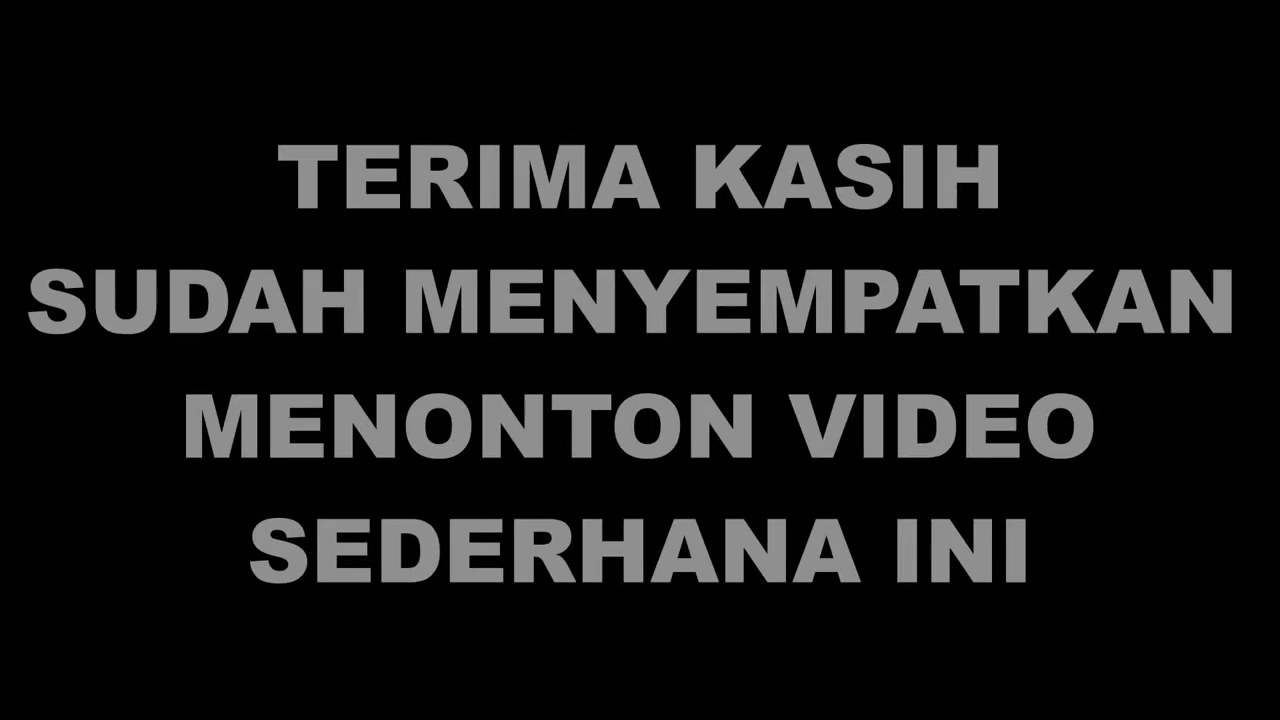 TERIMA KASIH
SUDAH MENYEMPATKAN
MENONTON VIDEO
SEDERHANA INI